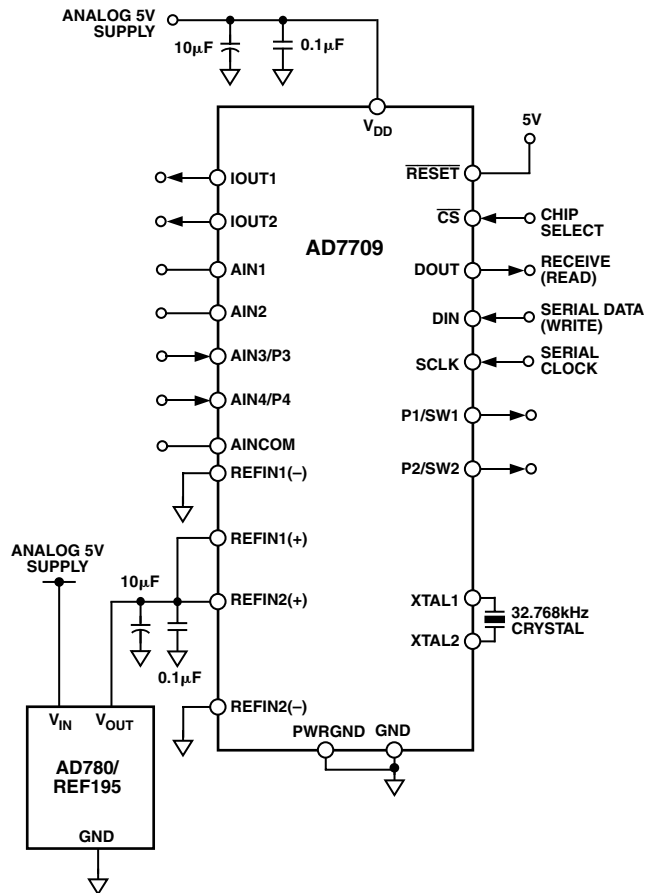 ANALOG 5V
SUPPLY
10μF
0.1μF
VDD
5V
IOUT1
RESET
IOUT2
CS
CHIP
SELECT
AD7709
AIN1
DOUT
RECEIVE
(READ)
AIN2
DIN
SERIAL DATA
(WRITE)
AIN3/P3
SCLK
SERIAL
CLOCK
AIN4/P4
P1/SW1
AINCOM
REFIN1(–)
P2/SW2
REFIN1(+)
ANALOG 5V
SUPPLY
10μF
REFIN2(+)
XTAL1
32.768kHz
CRYSTAL
XTAL2
0.1μF
REFIN2(–)
VIN
VOUT
PWRGND
GND
AD780/
REF195
GND